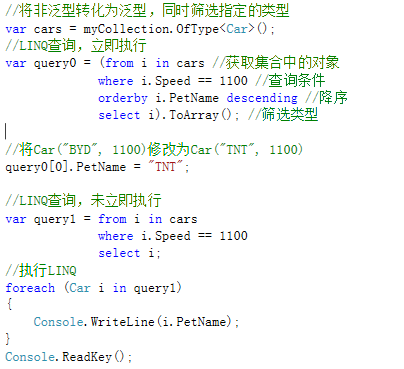 //将非泛型转化为泛型，同时筛选指定的类型
var cars = myCollection.OfType<Car>();
//LINQ查询，立即执行
var query0 = (from i in cars //获取集合中的对象
where i.Speed == 1100 //查询条件
orderby i.PetName descending //降序
select i).ToArray(); //筛选类型
//将Car("BYD", 1100)修改为Car("TNT", 1100)
query0[0].PetName = "TNT";
//LINQ查询，未立即执行
var query1 = from i in cars
where i.Speed == 1100
select i;
//执行LINQ
foreach (Car i in query1)
{
Console.WriteLine(i.PetName);
}
Console.ReadKey();